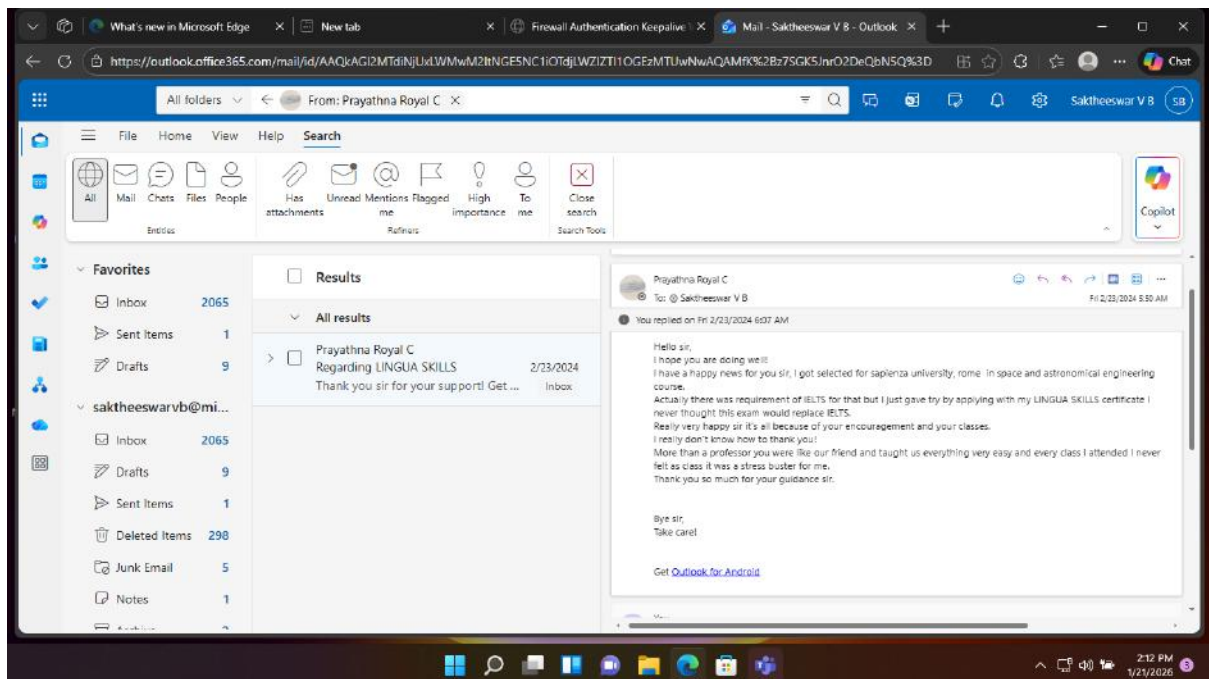 What's new in Microsoft Edge
New tab
Firewall Authentication Keepalive
Mail - Saktheeswar V B - Outlook
Chat
All folders
From: Prayathna Royal C
Saktheeswar V B
SB
File Home View Help Search
All Mail Chats Files People
Has attachments
Unread
Mentions me
Flagged
High importance
To me
Close search
Entities
Refiners
Search Tools
Copilot
Favorites
Inbox 2065
Sent Items 1
Drafts 9
saktheeswarvb@mi...
Inbox 2065
Drafts 9
Sent Items 1
Deleted Items 298
Junk Email 5
Notes 1
Results
All results
Prayathna Royal C
Regarding LINGUA SKILLS 2/23/2024
Thank you sir for your support! Get ... Inbox
Prayathna Royal C
To: Saktheeswar V B
Fri 2/23/2024 5:50 AM
You replied on Fri 2/23/2024 6:07 AM
Hello sir,
I hope you are doing well!
I have a happy news for you sir, I got selected for sapienza university, rome in space and astronomical engineering
course.
Actually there was requirement of IELTS for that but I just gave try by applying with my LINGUA SKILLS certificate I
never thought this exam would replace IELTS.
Really very happy sir it's all because of your encouragement and your classes.
I really don't know how to thank you!
More than a professor you were like our friend and taught us everything very easy and every class I attended I never
felt as class it was a stress buster for me.
Thank you so much for your guidance sir.
Bye sir,
Take care!
Get Outlook for Android
2:12 PM
1/21/2026